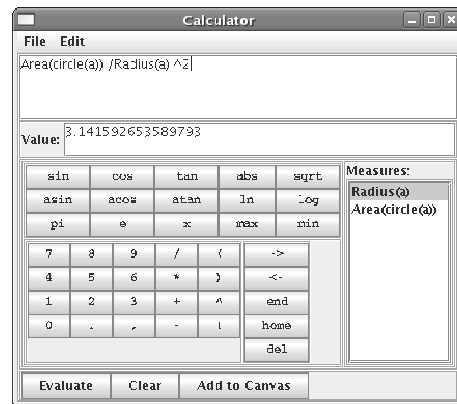 Calculator
File Edit
Area(circle(a)) /Radius(a) ^2
Value: 3.141592653589793
sin cos tan abs sqrt
asin acos atan ln log
pi e x max min
Measures:
Radius(a)
Area(circle(a))
7 8 9 / ( ->
4 5 6 * ) <-
1 2 3 + ^ end
0 . , - ! home
del
Evaluate Clear Add to Canvas